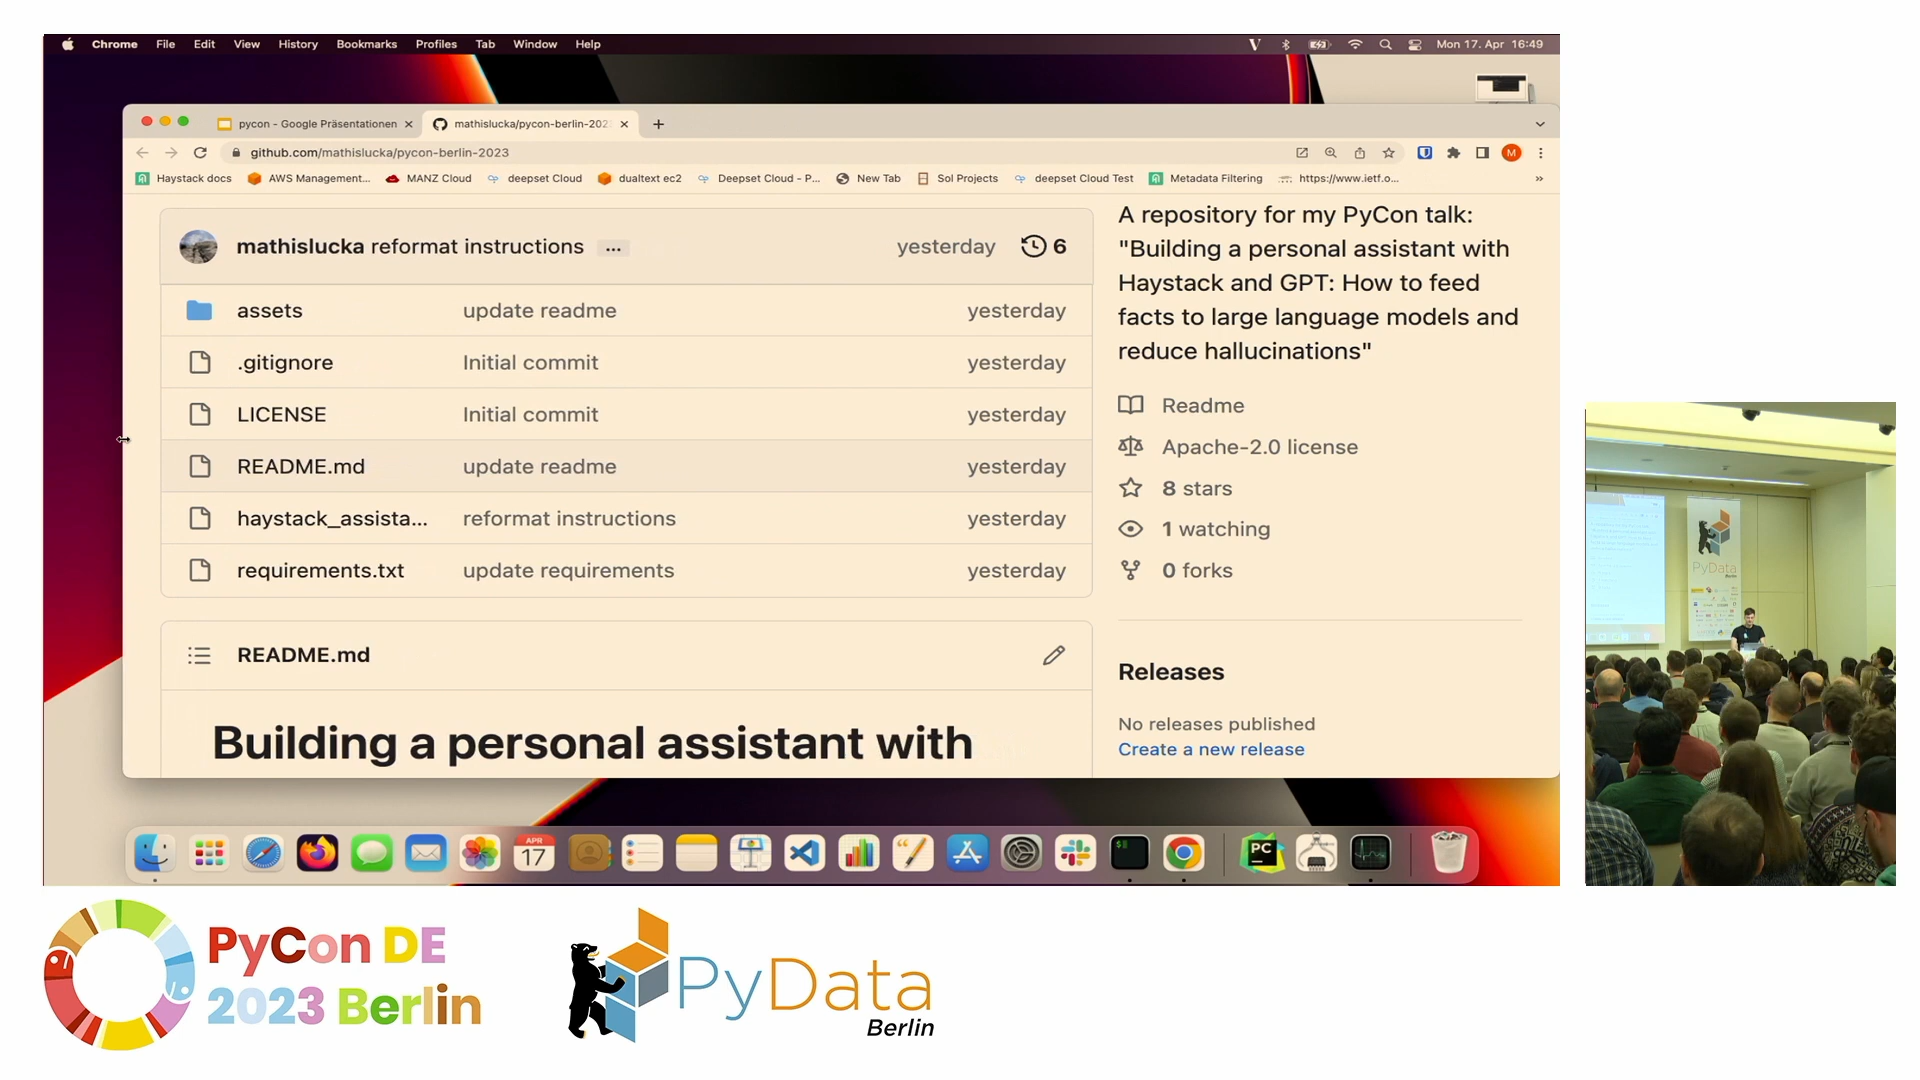 Chrome File Edit View History Bookmarks Profiles Tab Window Help
Mon 17. Apr 16:49
pycon - Google Präsentationen
mathislucka/pycon-berlin-202
github.com/mathislucka/pycon-berlin-2023
M
Haystack docs
AWS Management...
MANZ Cloud
deepset Cloud
dualtext ec2
Deepset Cloud - P...
New Tab
Sol Projects
deepset Cloud Test
Metadata Filtering
https://www.ietf.o...
mathislucka reformat instructions ... yesterday 6
assets update readme yesterday
.gitignore Initial commit yesterday
LICENSE Initial commit yesterday
README.md update readme yesterday
haystack_assista... reformat instructions yesterday
requirements.txt update requirements yesterday
README.md
Building a personal assistant with
A repository for my PyCon talk:
"Building a personal assistant with
Haystack and GPT: How to feed
facts to large language models and
reduce hallucinations"
Readme
Apache-2.0 license
8 stars
1 watching
0 forks
Releases
No releases published
Create a new release
APR
17
PC
PyData
Berlin
PyCon DE
2023 Berlin
PyData
Berlin